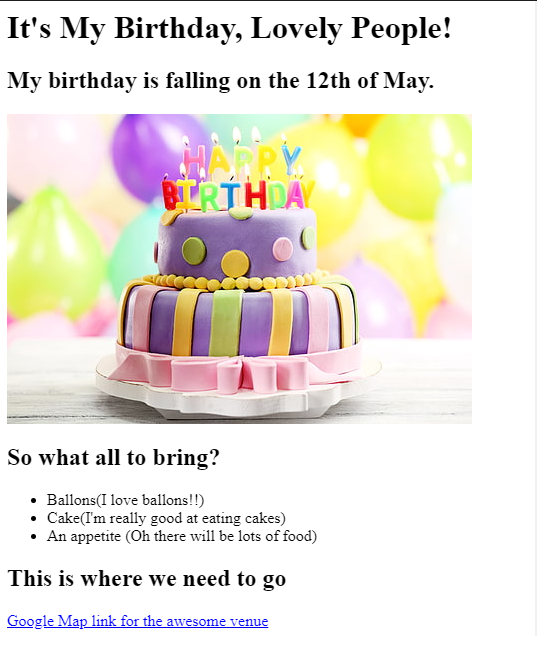 It's My Birthday, Lovely People!
My birthday is falling on the 12th of May.
HAPPY
BIRTHDAY
So what all to bring?
Ballons(I love ballons!!)
Cake(I'm really good at eating cakes)
An appetite (Oh there will be lots of food)
This is where we need to go
Google Map link for the awesome venue